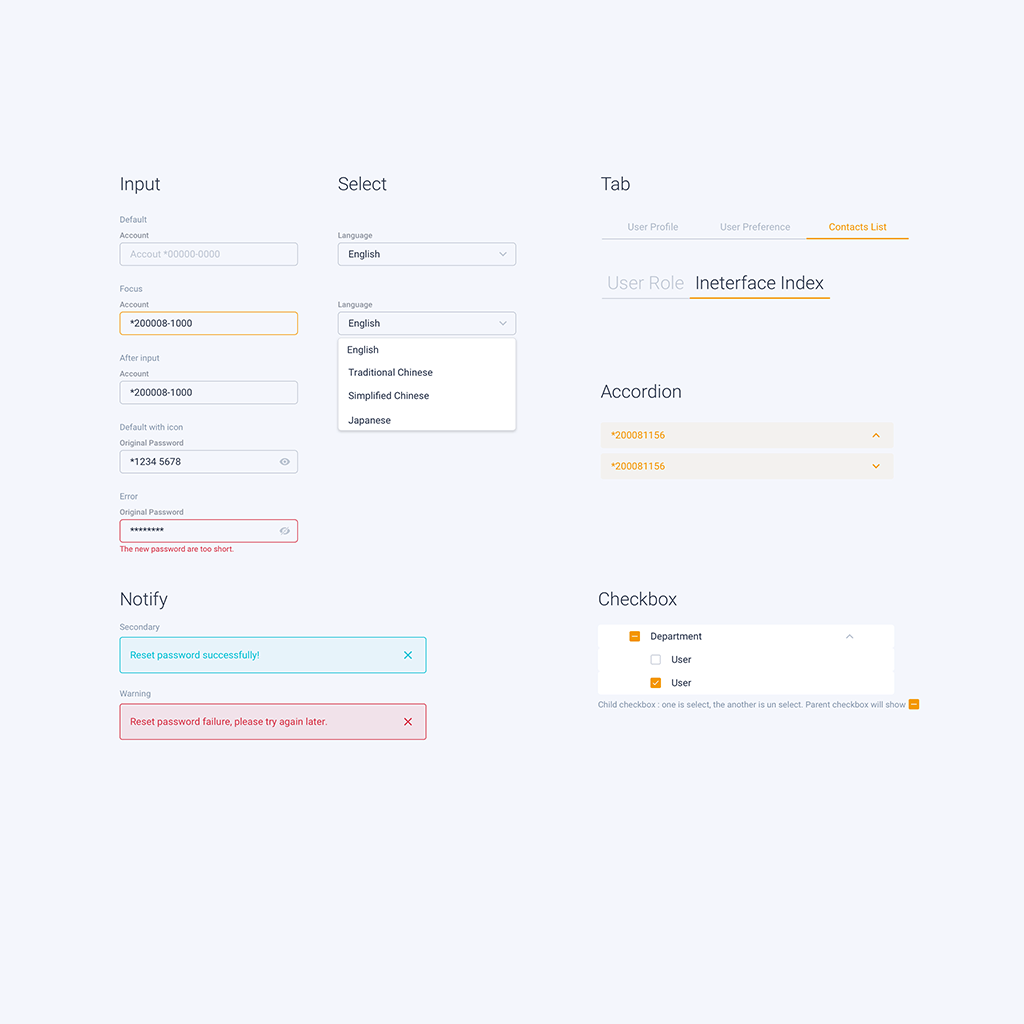 Input
Default
Account
Accout *00000-0000
Focus
Account
*200008-1000
After input
Account
*200008-1000
Default with icon
Original Password
*1234 5678
Error
Original Password
********
The new password are too short.
Select
Language
English
Language
English
English
Traditional Chinese
Simplified Chinese
Japanese
Tab
User Profile User Preference Contacts List
User Role Ineterface Index
Accordion
*200081156
*200081156
Notify
Secondary
Reset password successfully!
Warning
Reset password failure, please try again later.
Checkbox
Department
User
User
Child checkbox : one is select, the another is un select. Parent checkbox will show